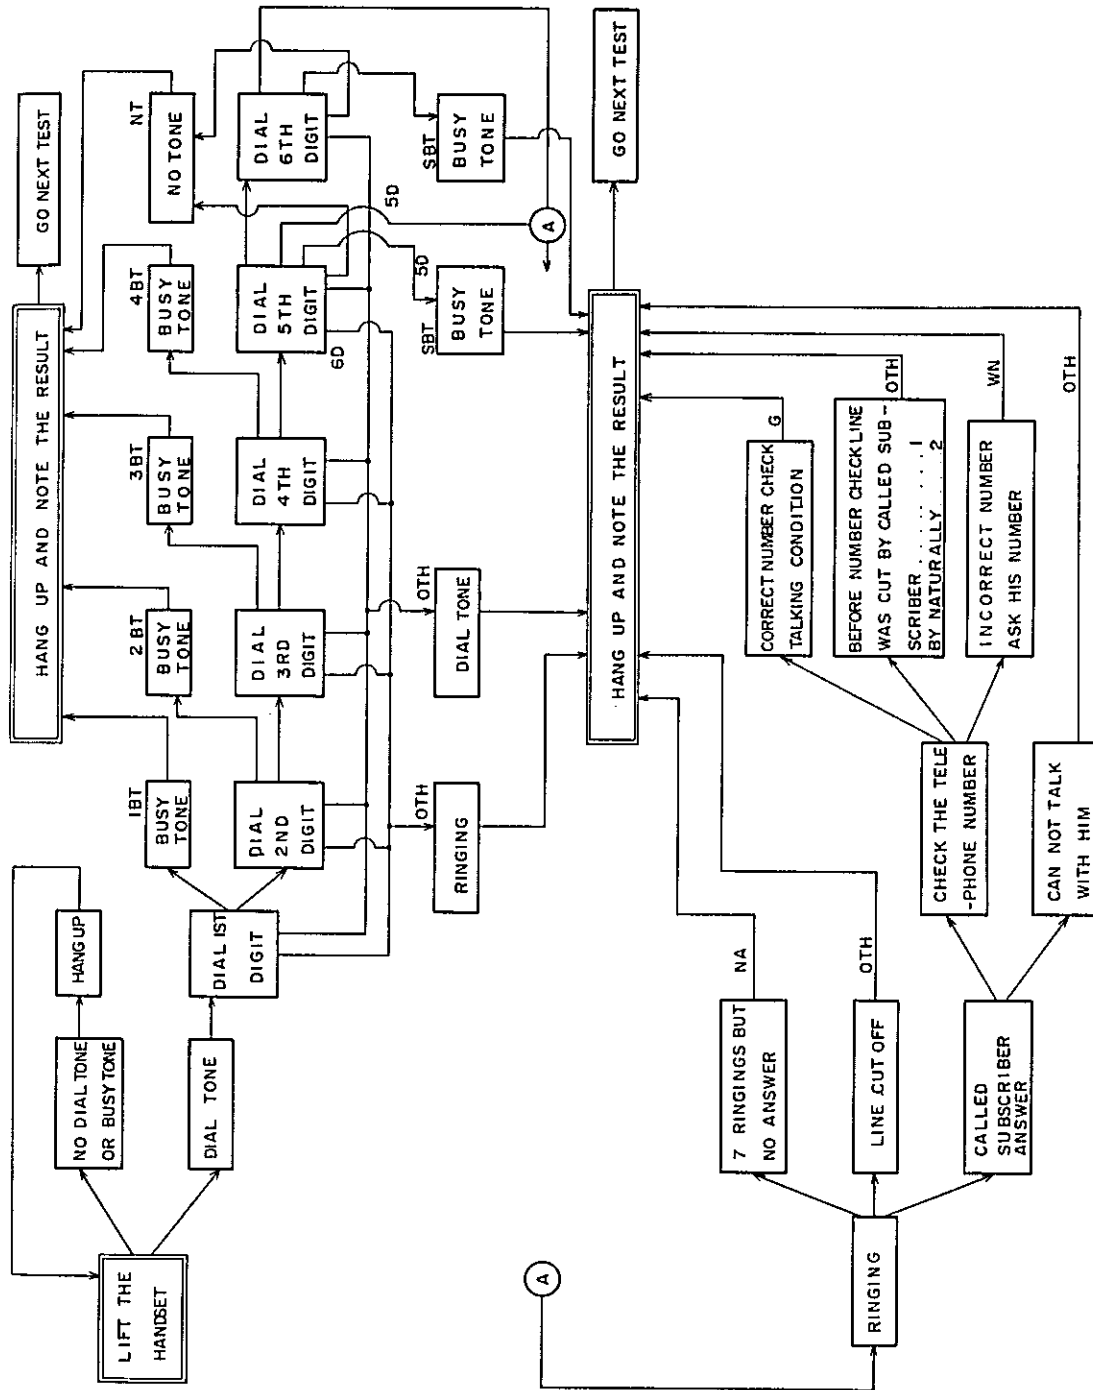 LIFT THE
HANDSET
NO DIAL TONE
OR BUSY TONE
HANG UP
DIAL TONE
DIAL 1ST
DIGIT
HANG UP AND NOTE THE RESULT
GO NEXT TEST
1BT
BUSY
TONE
2BT
BUSY
TONE
3BT
BUSY
TONE
4BT
BUSY
TONE
NT
NO TONE
DIAL
2ND
DIGIT
DIAL
3RD
DIGIT
DIAL
4TH
DIGIT
DIAL
5TH
DIGIT
DIAL
6TH
DIGIT
6D
5D
5D
OTH
RINGING
OTH
DIAL TONE
SBT
BUSY
TONE
SBT
BUSY
TONE
A
HANG UP AND NOTE THE RESULT
GO NEXT TEST
A
RINGING
7 RINGINGS BUT
NO ANSWER
NA
LINE CUT OFF
OTH
CALLED
SUBSCRIBER
ANSWER
CHECK THE TELE
-PHONE NUMBER
CAN NOT TALK
WITH HIM
OTH
CORRECT NUMBER CHECK
TALKING CONDITION
G
BEFORE NUMBER CHECK LINE
WAS CUT BY CALLED SUB-
SCRIBER ........ 1
BY NATURALLY ... 2
OTH
INCORRECT NUMBER
ASK HIS NUMBER
WN